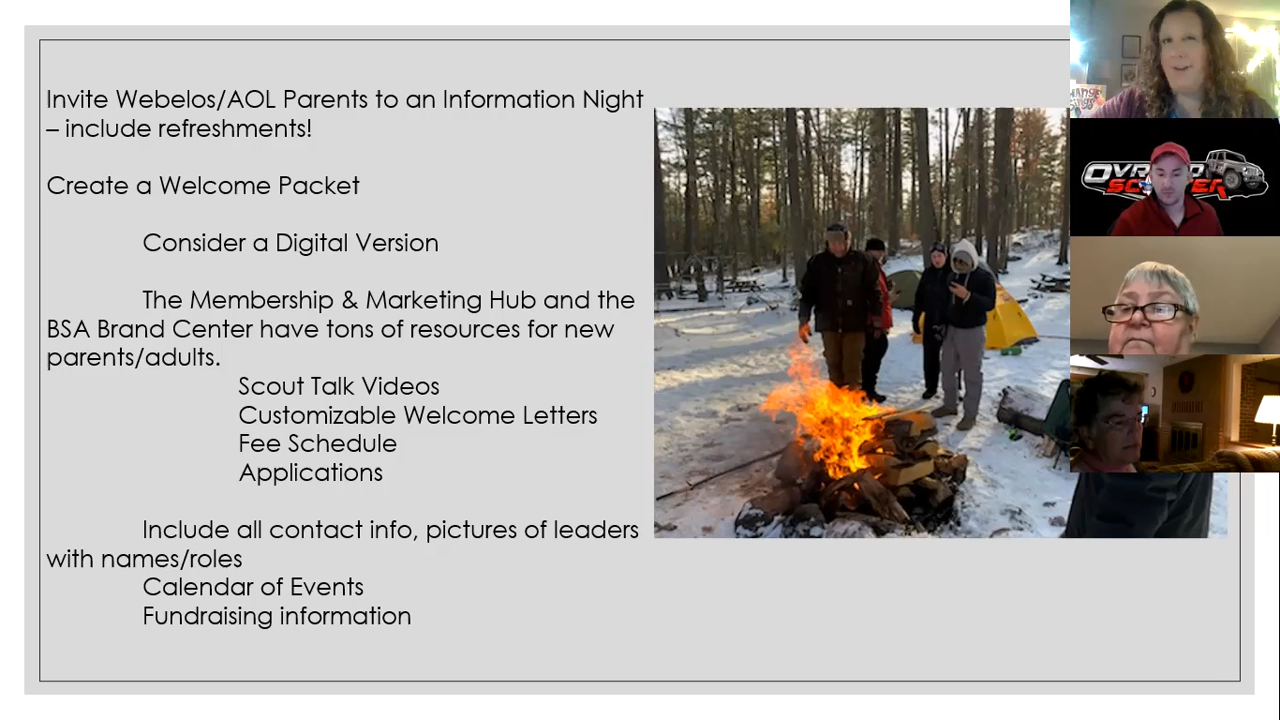 Invite Webelos/AOL Parents to an Information Night
– include refreshments!
Create a Welcome Packet
Consider a Digital Version
The Membership & Marketing Hub and the
BSA Brand Center have tons of resources for new
parents/adults.
Scout Talk Videos
Customizable Welcome Letters
Fee Schedule
Applications
Include all contact info, pictures of leaders
with names/roles
Calendar of Events
Fundraising information